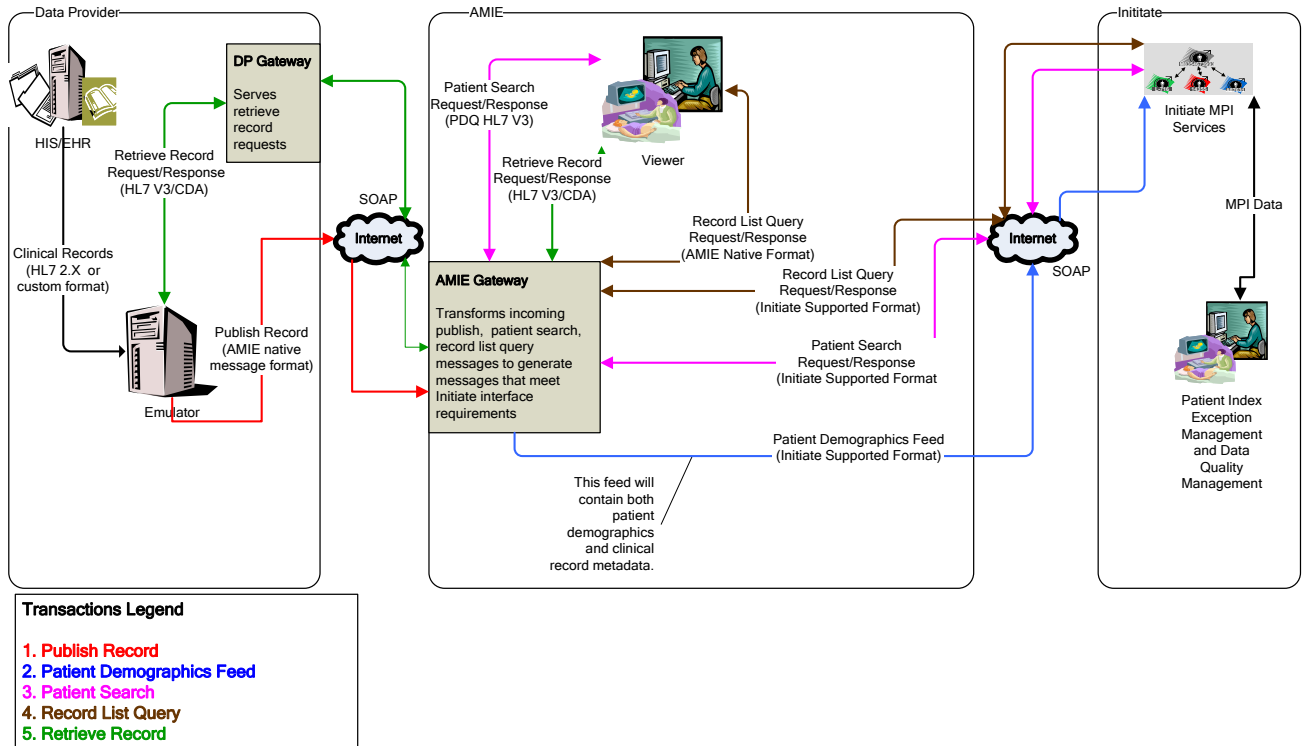 Data Provider
HIS/EHR
DP Gateway
Serves
retrieve
record
requests
Retrieve Record
Request/Response
(HL7 V3/CDA)
Clinical Records
(HL7 2.X or
custom format)
Emulator
Publish Record
(AMIE native
message format)
SOAP
Internet
AMIE
Patient Search
Request/Response
(PDQ HL7 V3)
Viewer
Retrieve Record
Request/Response
(HL7 V3/CDA)
Record List Query
Request/Response
(AMIE Native Format)
AMIE Gateway
Transforms incoming
publish, patient search,
record list query
messages to generate
messages that meet
Initiate interface
requirements
Record List Query
Request/Response
(Initiate Supported Format)
Patient Search
Request/Response
(Initiate Supported Format
Patient Demographics Feed
(Initiate Supported Format)
This feed will
contain both
patient
demographics
and clinical
record metadata.
Internet
SOAP
Inititate
Initiate MPI
Services
MPI Data
Patient Index
Exception
Management
and Data
Quality
Management
Transactions Legend
1. Publish Record
2. Patient Demographics Feed
3. Patient Search
4. Record List Query
5. Retrieve Record